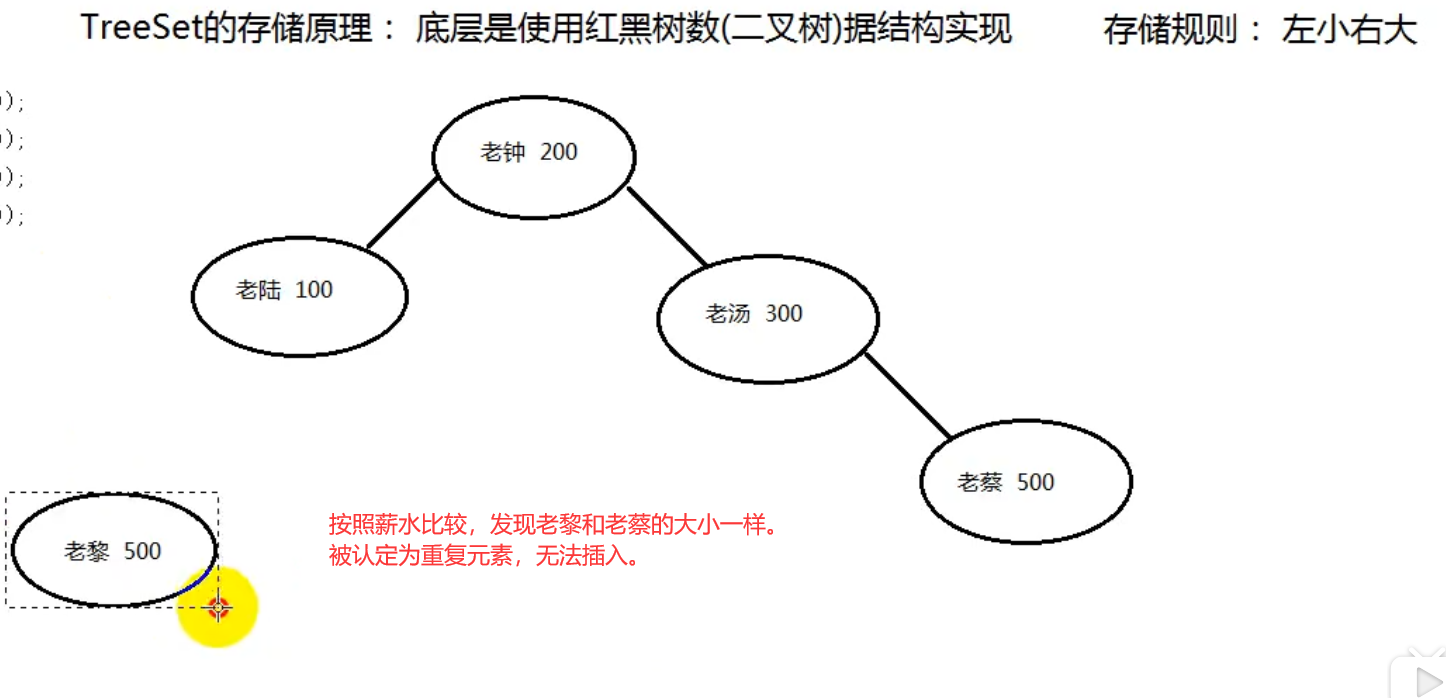 TreeSet的存储原理： 底层是使用红黑树数(二叉树)据结构实现 存储规则： 左小右大
);
);
);
);
老钟 200
老陆 100
老汤 300
老蔡 500
老黎 500
按照薪水比较，发现老黎和老蔡的大小一样。
被认定为重复元素，无法插入。